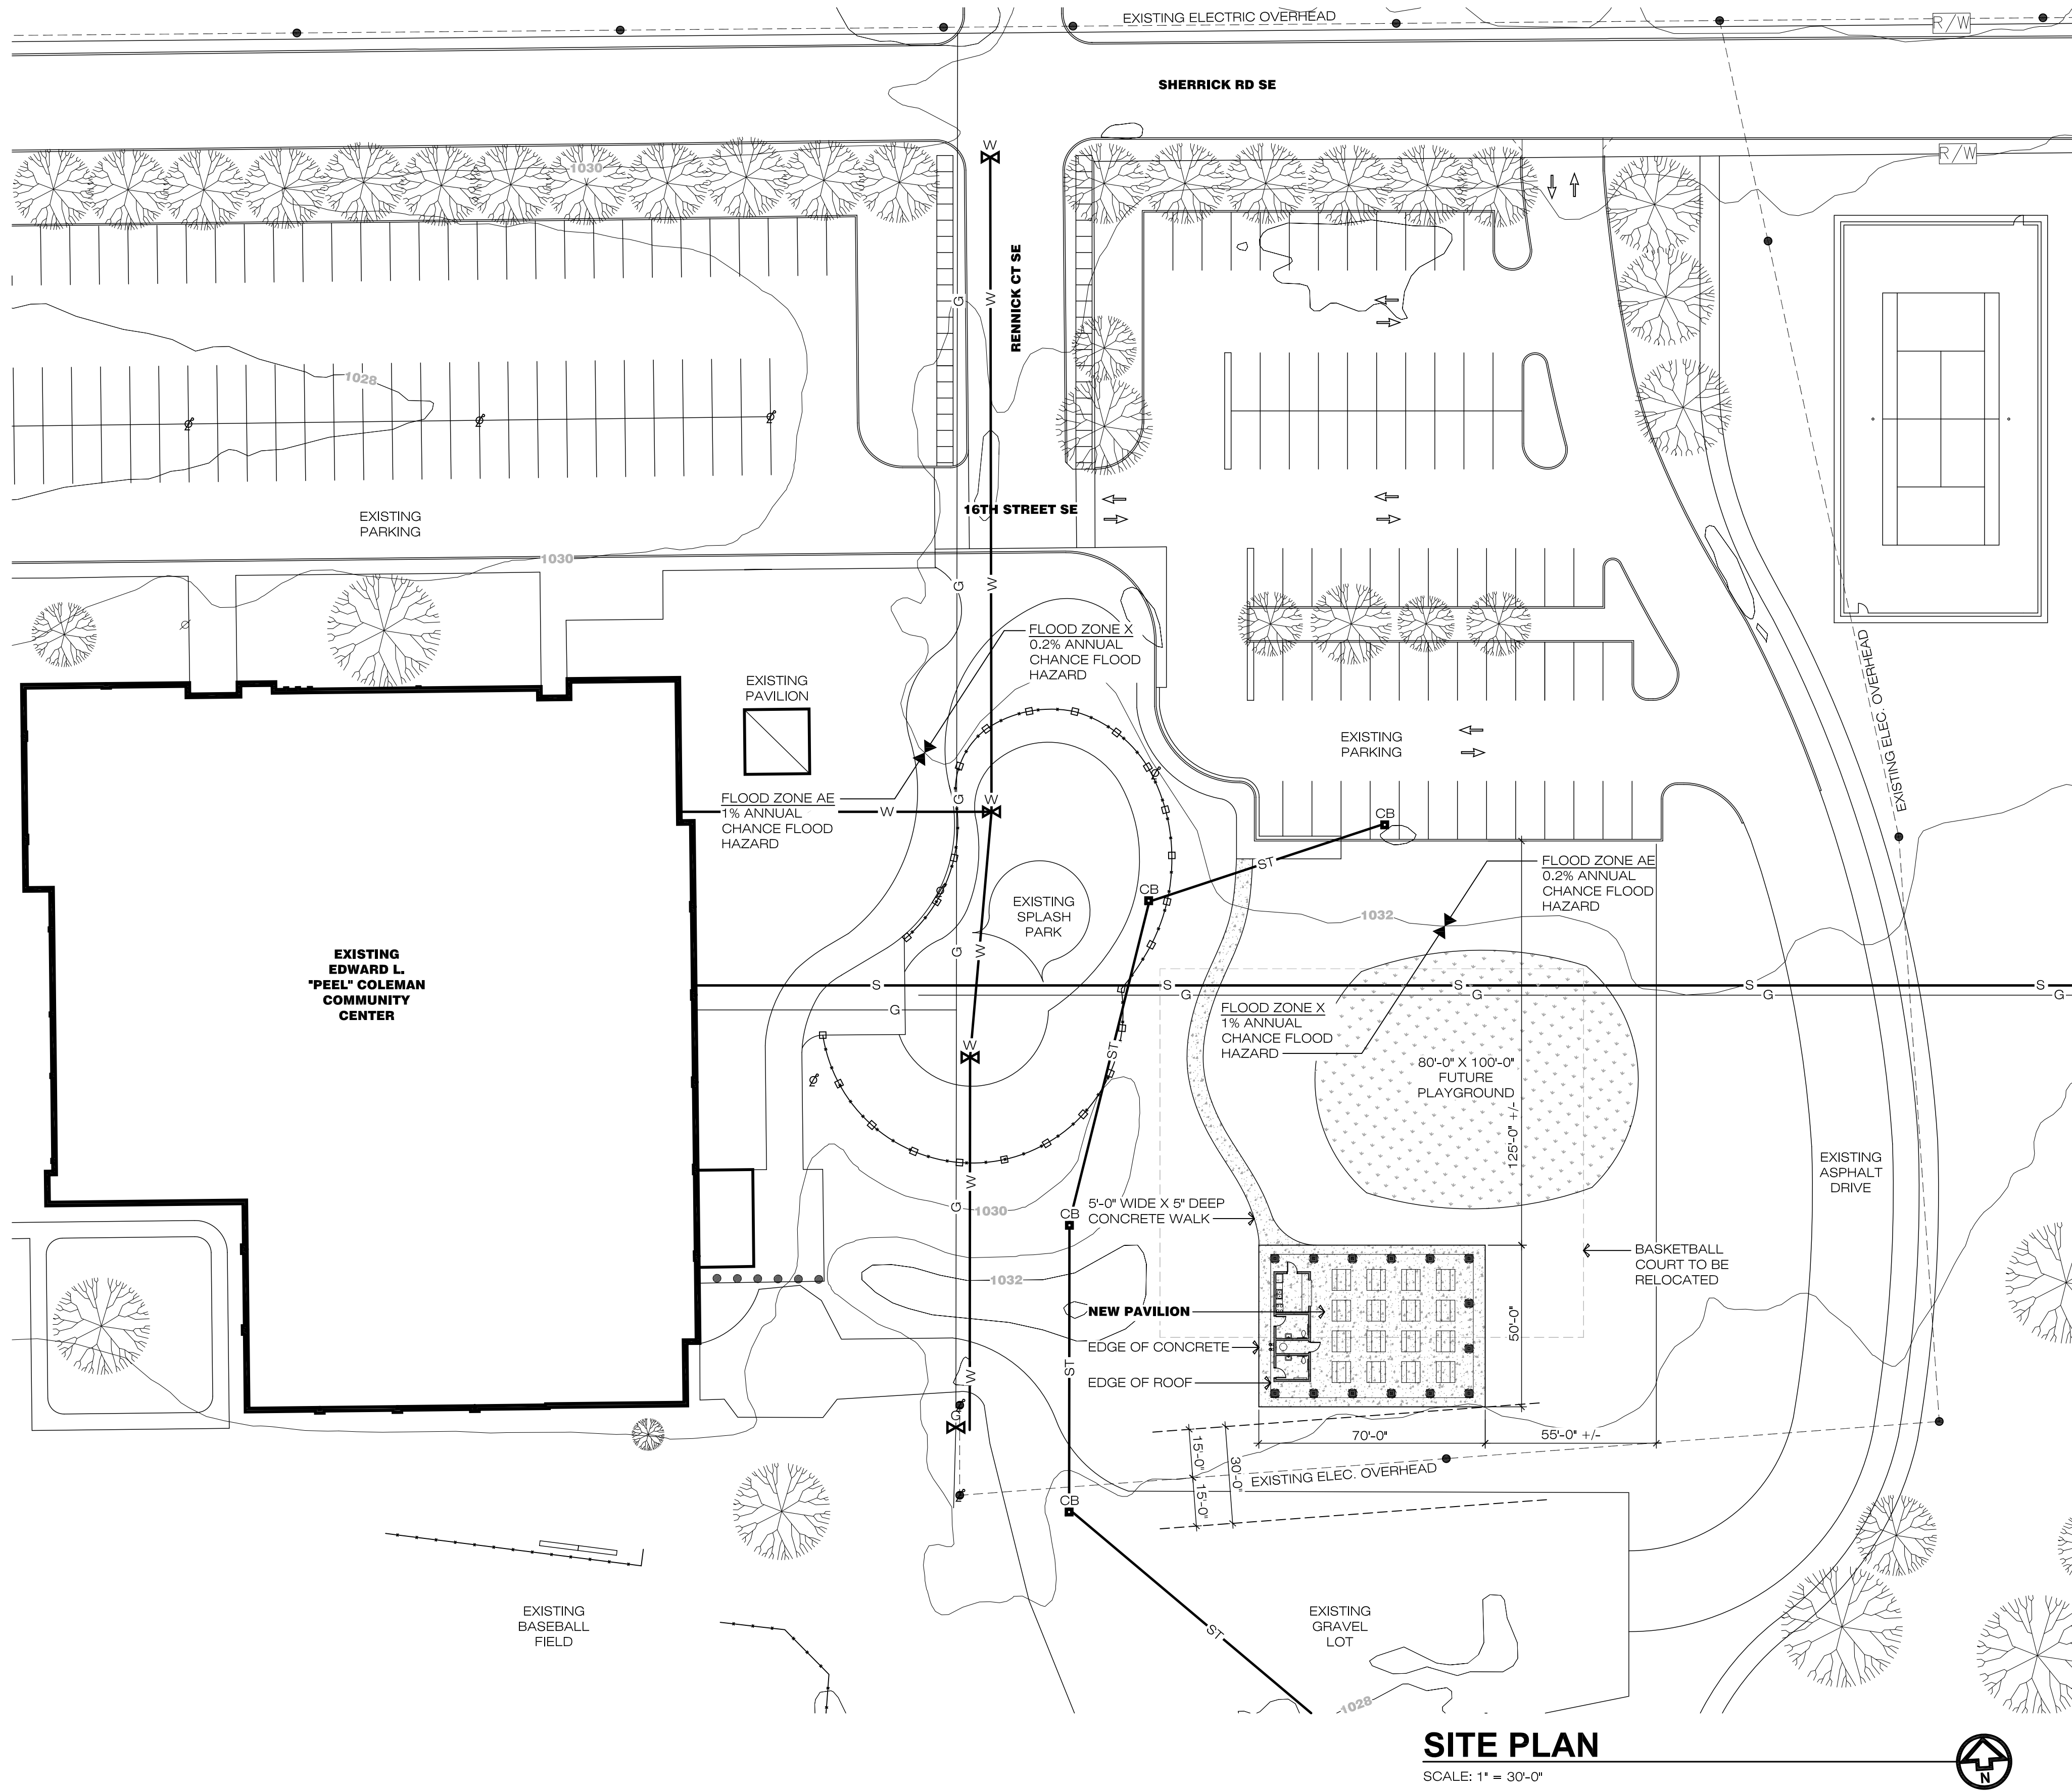 EXISTING ELECTRIC OVERHEAD
R/W
SHERRICK RD SE
W
R/W
1030
G
W
RENNICK CT SE
1028
16TH STREET SE
EXISTING
PARKING
1030
G
W
FLOOD ZONE X
0.2% ANNUAL
CHANCE FLOOD
HAZARD
EXISTING ELEC. OVERHEAD
EXISTING
PAVILION
EXISTING
PARKING
FLOOD ZONE AE
1% ANNUAL
CHANCE FLOOD
HAZARD
W
G
W
CB
ST
FLOOD ZONE AE
0.2% ANNUAL
CHANCE FLOOD
HAZARD
CB
EXISTING
SPLASH
PARK
1032
G
W
EXISTING
EDWARD L.
"PEEL" COLEMAN
COMMUNITY
CENTER
S
S
S
S
S
G
G
G
G
G
FLOOD ZONE X
1% ANNUAL
CHANCE FLOOD
HAZARD
W
ST
80'-0" X 100'-0"
FUTURE
PLAYGROUND
125'-0" +/-
EXISTING
ASPHALT
DRIVE
W
G
1030
CB
5'-0" WIDE X 5" DEEP
CONCRETE WALK
BASKETBALL
COURT TO BE
RELOCATED
1032
NEW PAVILION
50'-0"
EDGE OF CONCRETE
W
ST
EDGE OF ROOF
G
70'-0"
55'-0" +/-
15'-0"
30'-0"
15'-0"
EXISTING ELEC. OVERHEAD
CB
EXISTING
BASEBALL
FIELD
ST
EXISTING
GRAVEL
LOT
1028
SITE PLAN
SCALE: 1" = 30'-0"
N